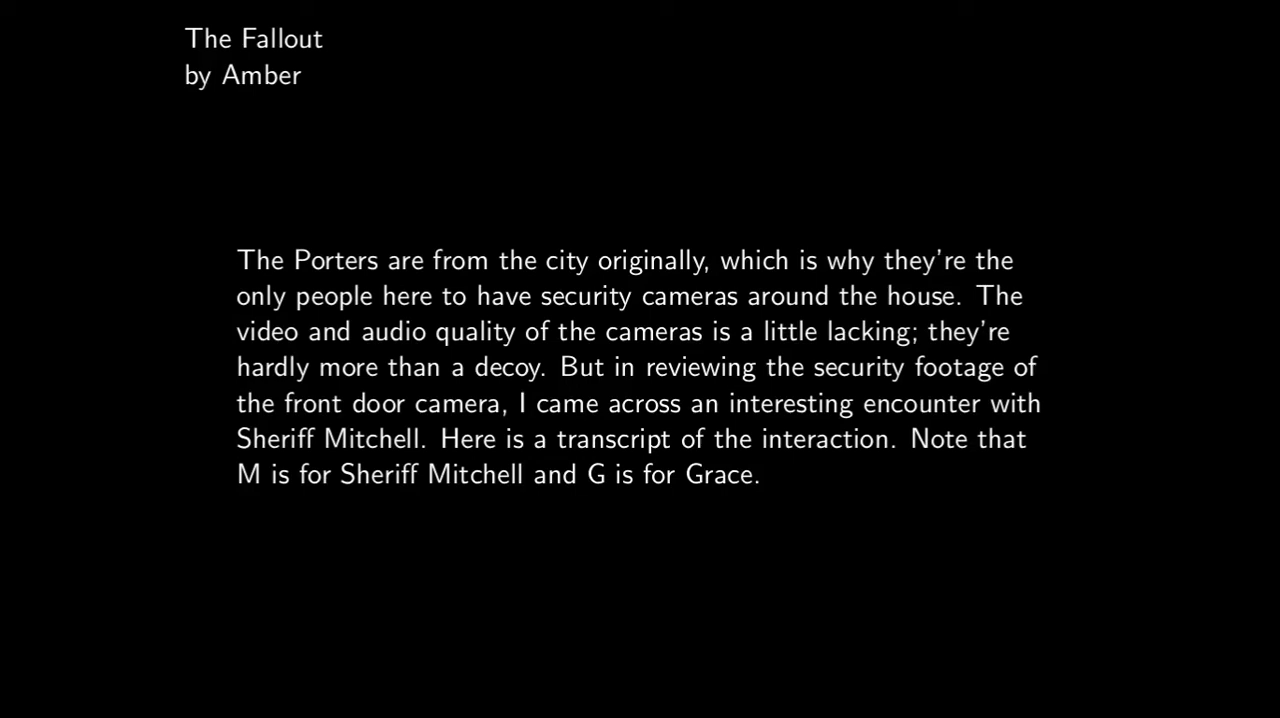 The Fallout
by Amber
The Porters are from the city originally, which is why they're the
only people here to have security cameras around the house. The
video and audio quality of the cameras is a little lacking; they're
hardly more than a decoy. But in reviewing the security footage of
the front door camera, I came across an interesting encounter with
Sheriff Mitchell. Here is a transcript of the interaction. Note that
M is for Sheriff Mitchell and G is for Grace.